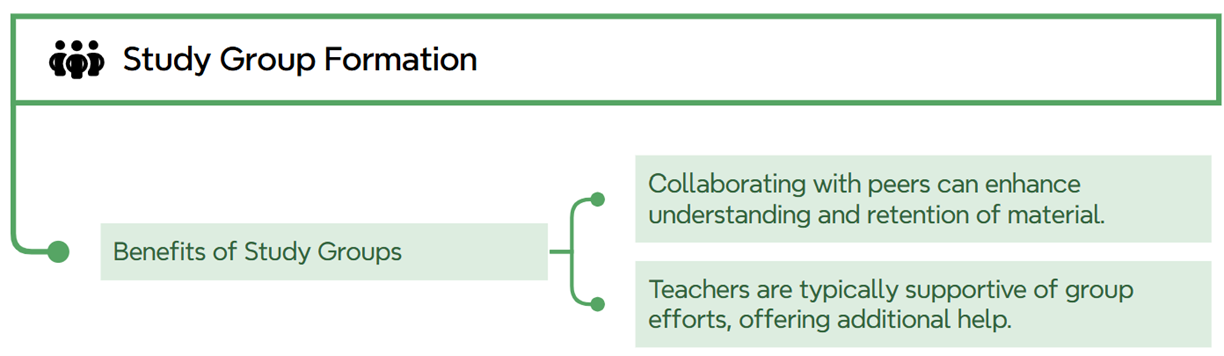 Study Group Formation
Benefits of Study Groups
Collaborating with peers can enhance
understanding and retention of material.
Teachers are typically supportive of group
efforts, offering additional help.